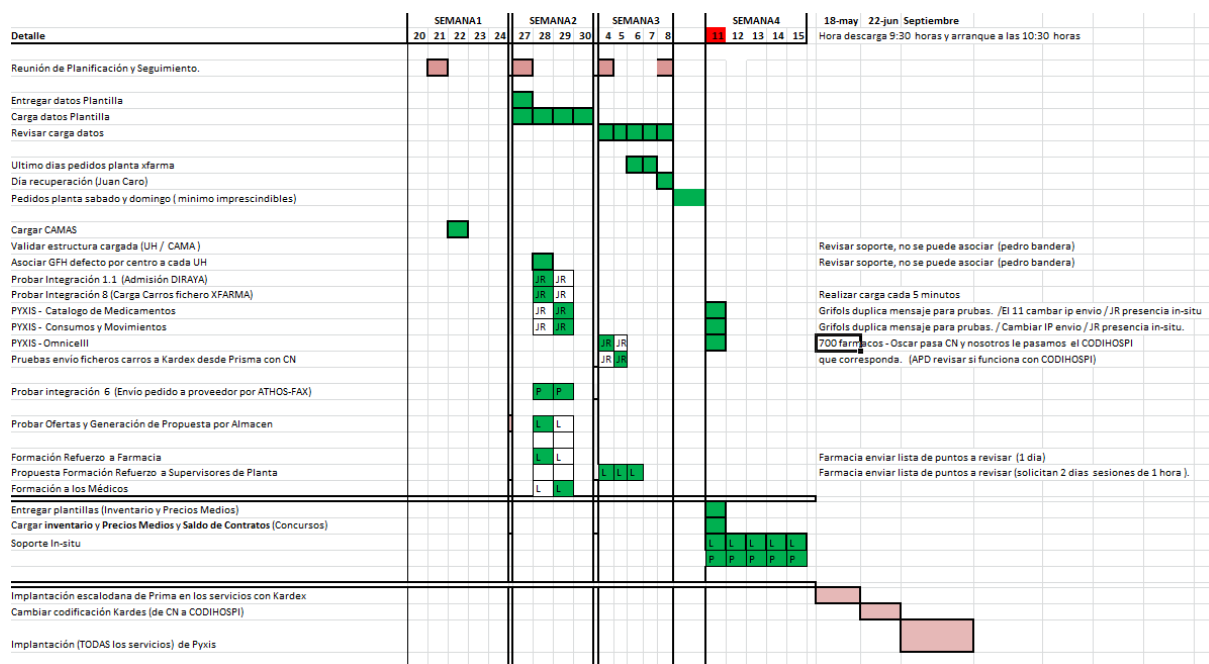 SEMANA1 SEMANA2 SEMANA3 SEMANA4 18-may 22-jun Septiembre
Detalle 20 21 22 23 24 27 28 29 30 4 5 6 7 8 11 12 13 14 15 Hora descarga 9:30 horas y arranque a las 10:30 horas
Reunión de Planificación y Seguimiento.
Entregar datos Plantilla
Carga datos Plantilla
Revisar carga datos
Ultimo dias pedidos planta xfarma
Día recuperación (Juan Caro)
Pedidos planta sabado y domingo ( minimo imprescindibles)
Cargar CAMAS
Validar estructura cargada (UH / CAMA ) Revisar soporte, no se puede asociar (pedro bandera)
Asociar GFH defecto por centro a cada UH Revisar soporte, no se puede asociar (pedro bandera)
Probar Integración 1.1 (Admisión DIRAYA) JR JR
Probar Integración 8 (Carga Carros fichero XFARMA) JR JR Realizar carga cada 5 minutos
PYXIS - Catalogo de Medicamentos JR JR Grifols duplica mensaje para prubas. /El 11 cambar ip envio / JR presencia in-situ
PYXIS - Consumos y Movimientos JR JR Grifols duplica mensaje para prubas. / Cambiar IP envio / JR presencia in-situ.
PYXIS - OmniceIII JR JR 700 farmacos - Oscar pasa CN y nosotros le pasamos el CODIHOSPI
Pruebas envío ficheros carros a Kardex desde Prisma con CN JR JR que corresponda. (APD revisar si funciona con CODIHOSPI)
Probar integración 6 (Envio pedido a proveedor por ATHOS-FAX) P P
Probar Ofertas y Generación de Propuesta por Almacen L L
Formación Refuerzo a Farmacia L L Farmacia enviar lista de puntos a revisar (1 dia)
Propuesta Formación Refuerzo a Supervisores de Planta L L L Farmacia enviar lista de puntos a revisar (solicitan 2 dias sesiones de 1 hora ).
Formación a los Médicos L L
Entregar plantillas (Inventario y Precios Medios)
Cargar inventario y Precios Medios y Saldo de Contratos (Concursos)
Soporte In-situ L L L L L
P P P P P
Implantación escalodana de Prima en los servicios con Kardex
Cambiar codificación Kardes (de CN a CODIHOSPI)
Implantación (TODAS los servicios) de Pyxis